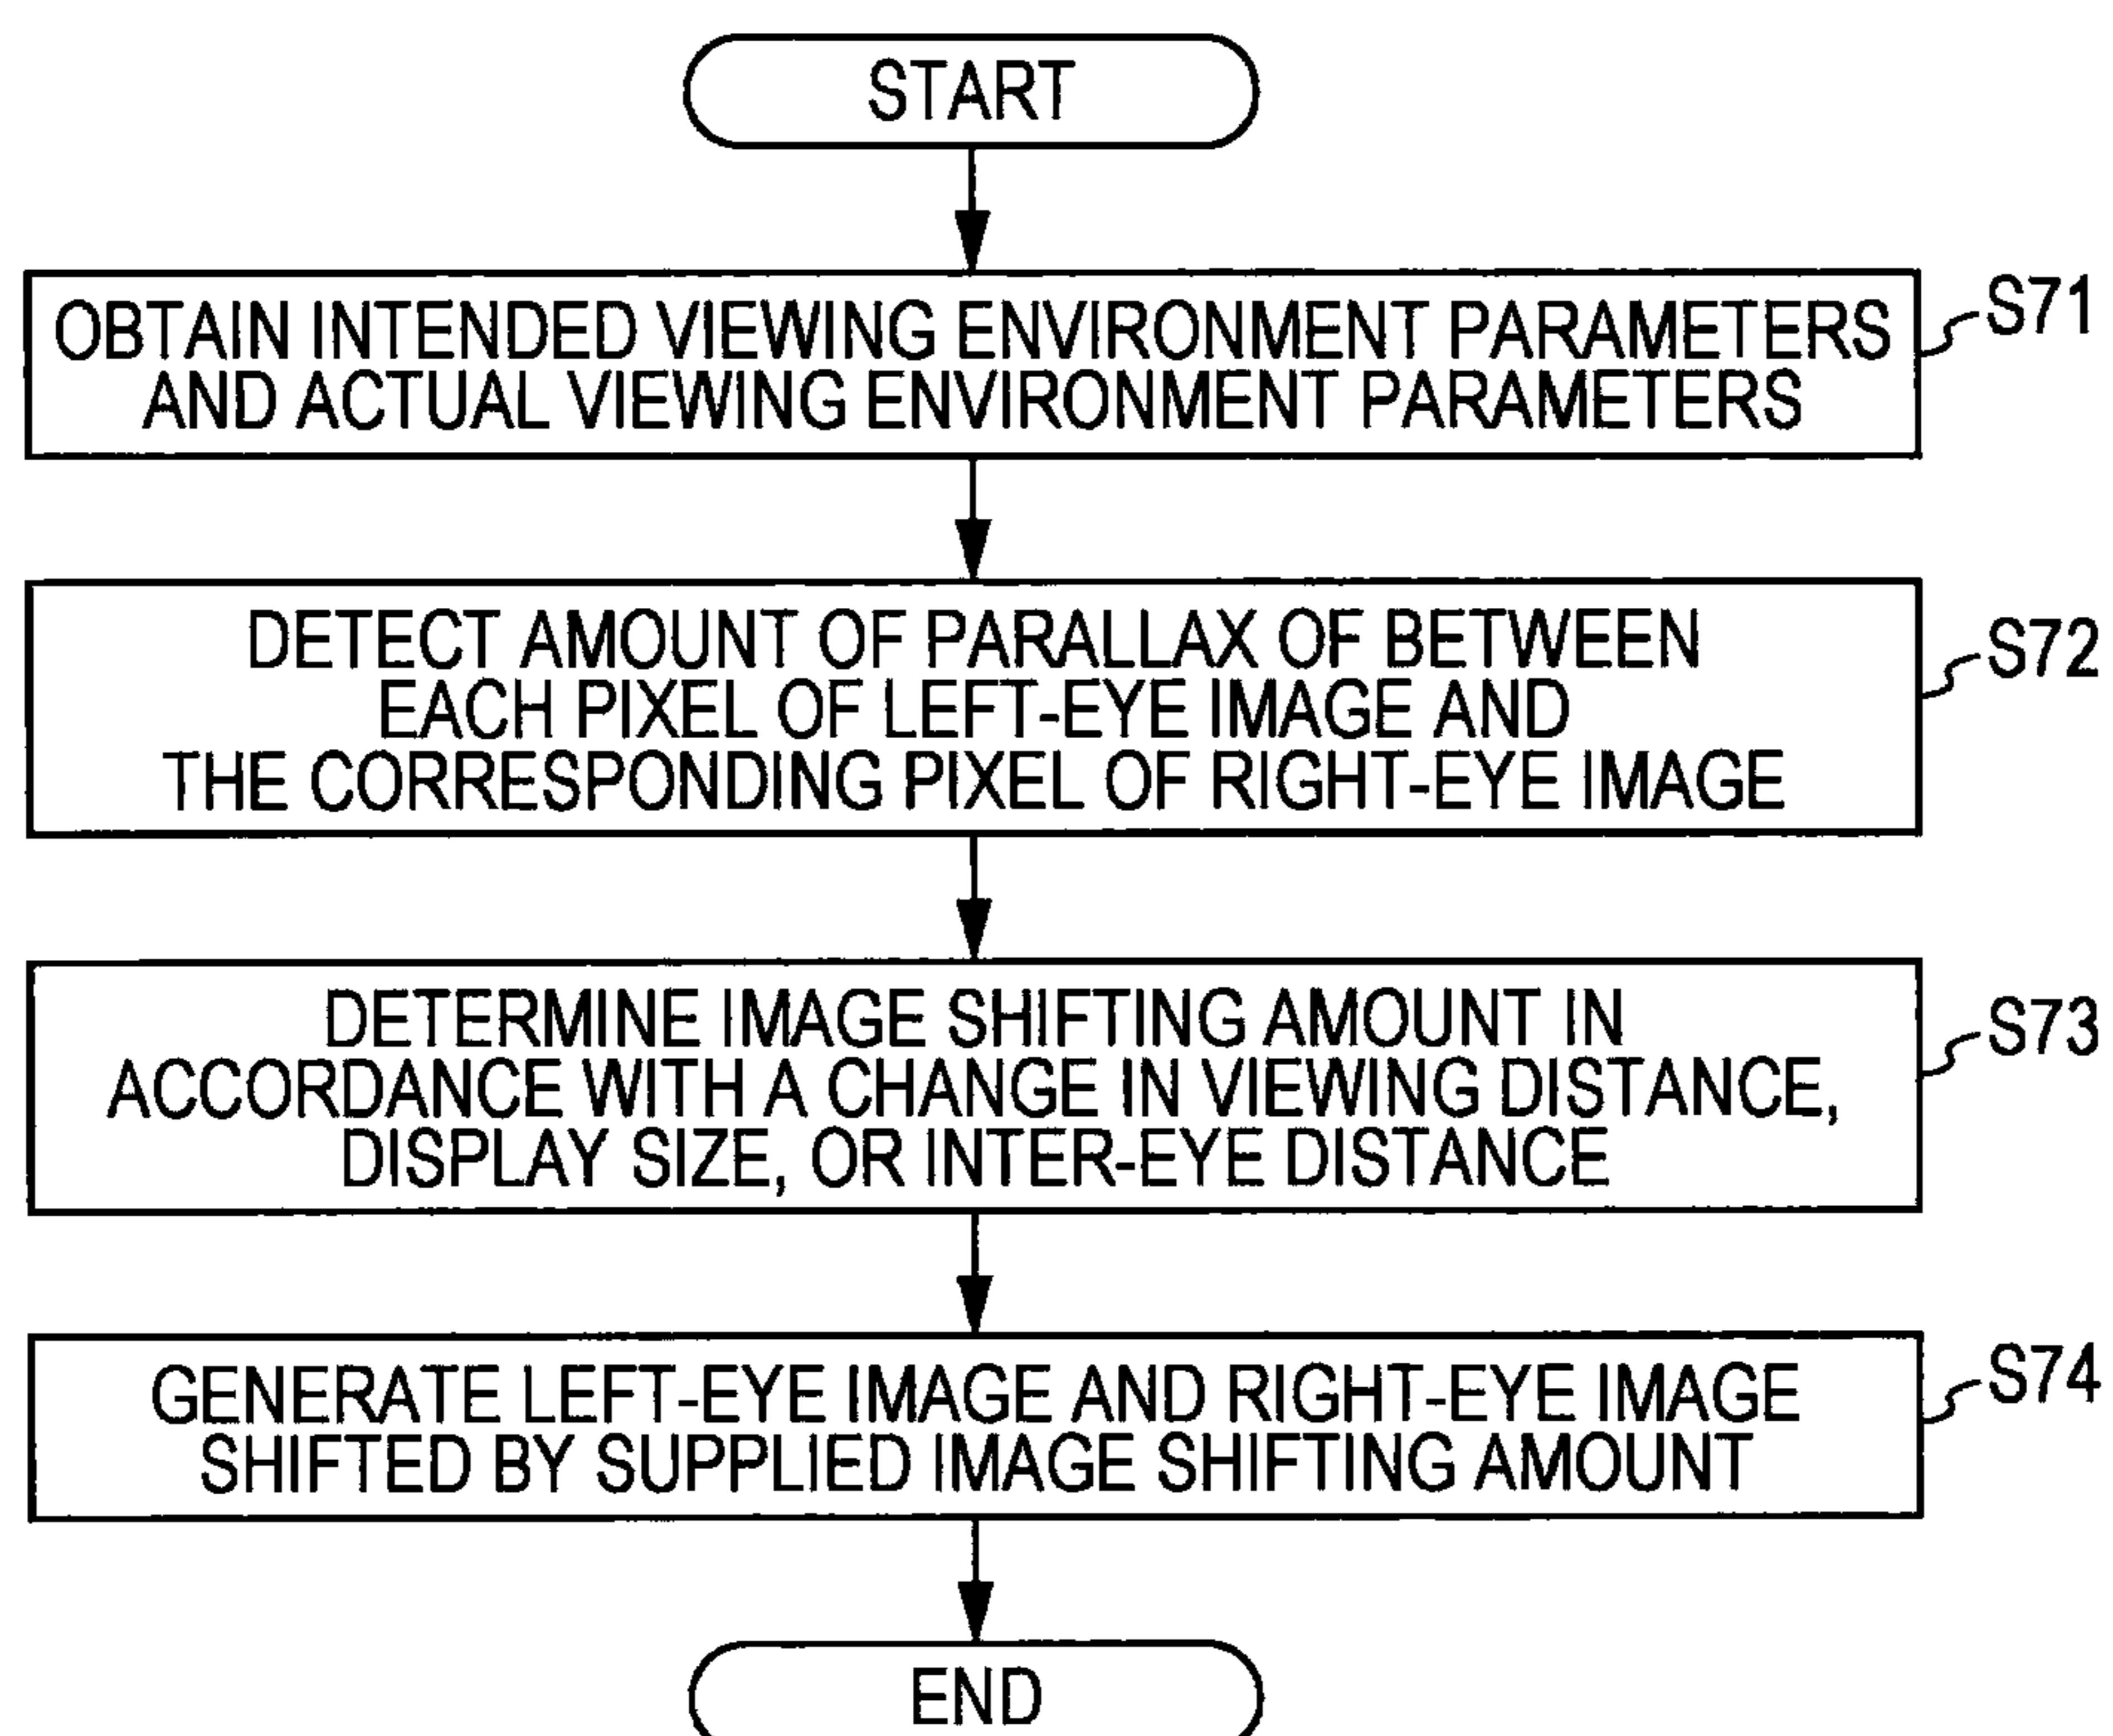 START
OBTAIN INTENDED VIEWING ENVIRONMENT PARAMETERS
AND ACTUAL VIEWING ENVIRONMENT PARAMETERS
S71
DETECT AMOUNT OF PARALLAX OF BETWEEN
EACH PIXEL OF LEFT-EYE IMAGE AND
THE CORRESPONDING PIXEL OF RIGHT-EYE IMAGE
S72
DETERMINE IMAGE SHIFTING AMOUNT IN
ACCORDANCE WITH A CHANGE IN VIEWING DISTANCE,
DISPLAY SIZE, OR INTER-EYE DISTANCE
S73
GENERATE LEFT-EYE IMAGE AND RIGHT-EYE IMAGE
SHIFTED BY SUPPLIED IMAGE SHIFTING AMOUNT
S74
END